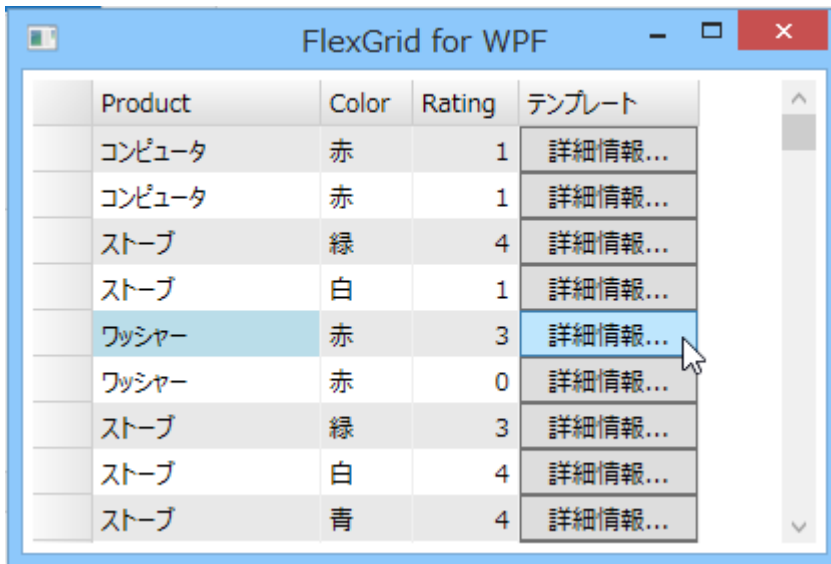 FlexGrid for WPF
Product Color Rating テンプレート
コンピュータ 赤 1 詳細情報...
コンピュータ 赤 1 詳細情報...
ストーブ 緑 4 詳細情報...
ストーブ 白 1 詳細情報...
ワッシャー 赤 3 詳細情報...
ワッシャー 赤 0 詳細情報...
ストーブ 緑 3 詳細情報...
ストーブ 白 4 詳細情報...
ストーブ 青 4 詳細情報...